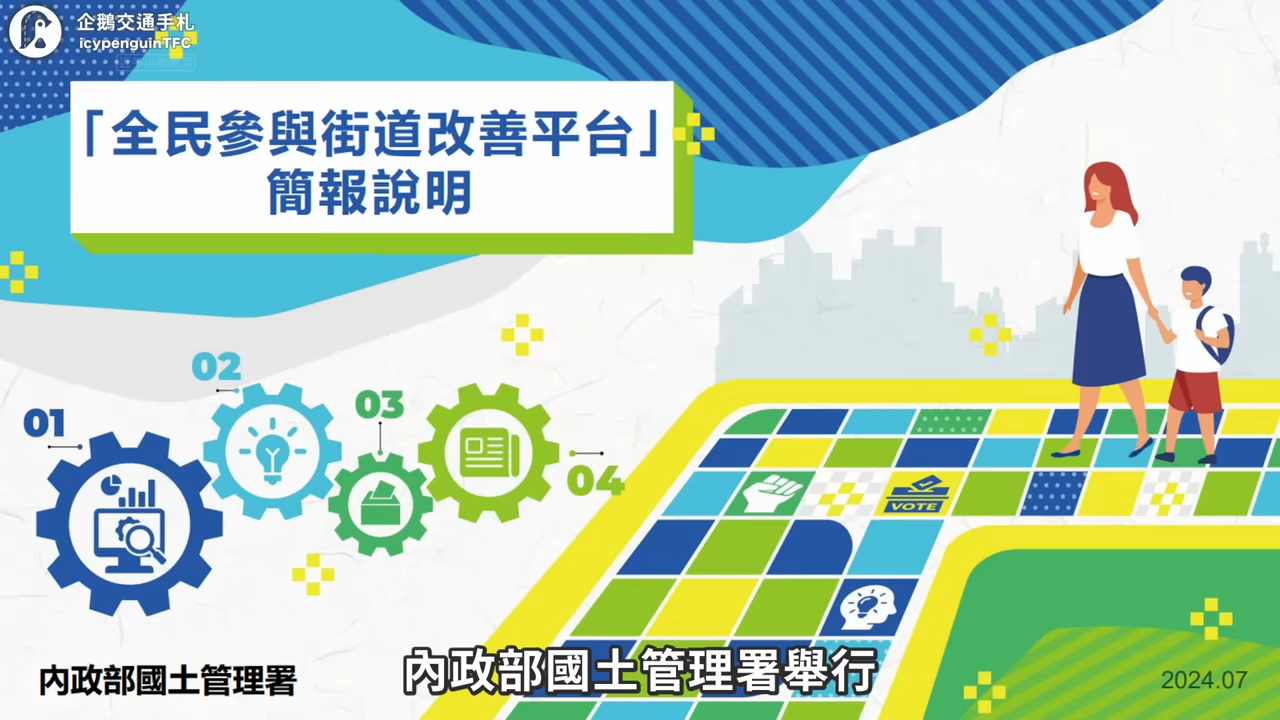 企鵝交通手札
icypenguinTFC
「全民參與街道改善平台」
簡報說明
01
02
03
04
VOTE
內政部國土管理署
內政部國土管理署舉行
2024.07